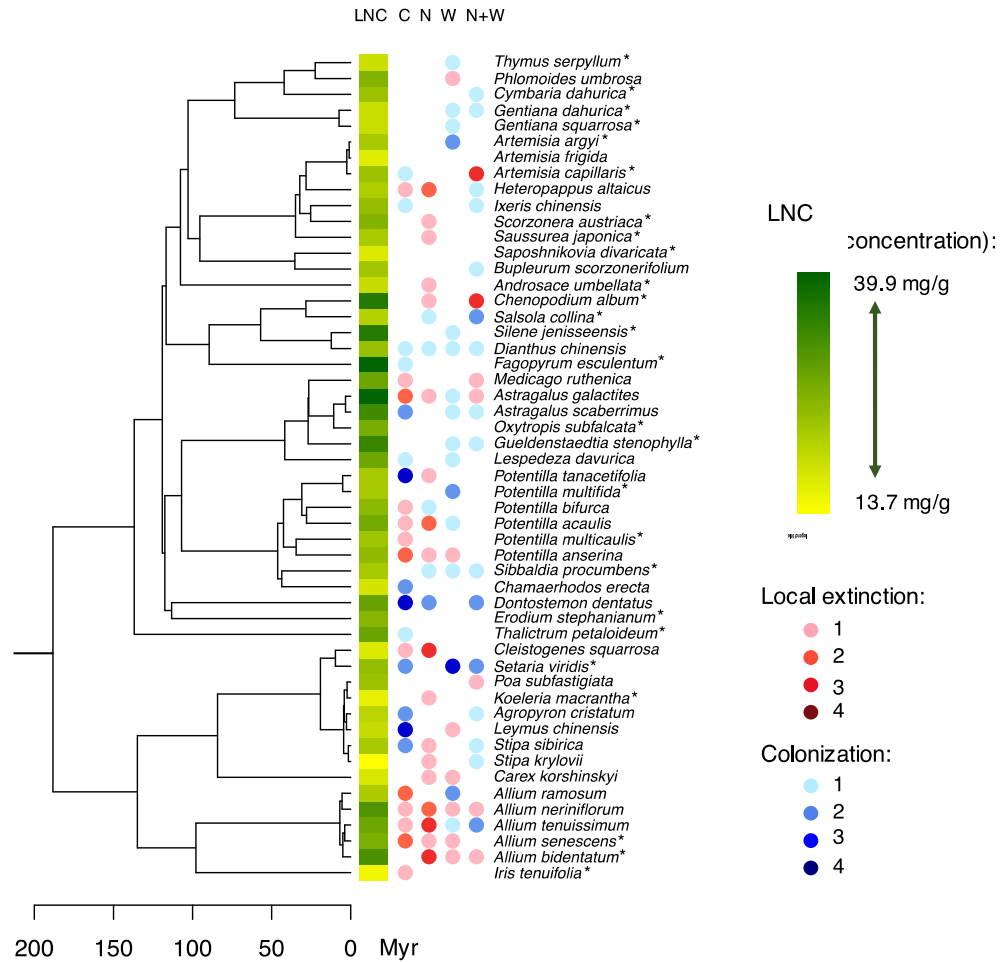 LNC C N W N+W
Thymus serpyllum*
Phlomoides umbrosa
Cymbaria dahurica*
Gentiana dahurica*
Gentiana squarrosa*
Artemisia argyi*
Artemisia frigida
Artemisia capillaris*
Heteropappus altaicus
Ixeris chinensis
Scorzonera austriaca*
Saussurea japonica*
Saposhnikovia divaricata*
Bupleurum scorzonerifolium
Androsace umbellata*
Chenopodium album*
Salsola collina*
Silene jenisseensis*
Dianthus chinensis
Fagopyrum esculentum*
Medicago ruthenica
Astragalus galactites
Astragalus scaberrimus
Oxytropis subfalcata*
Gueldenstaedtia stenophylla*
Lespedeza davurica
Potentilla tanacetifolia
Potentilla multifida*
Potentilla bifurca
Potentilla acaulis
Potentilla multicaulis*
Potentilla anserina
Sibbaldia procumbens*
Chamaerhodos erecta
Dontostemon dentatus
Erodium stephanianum*
Thalictrum petaloideum*
Cleistogenes squarrosa
Setaria viridis*
Poa subfastigiata
Koeleria macrantha*
Agropyron cristatum
Leymus chinensis
Stipa sibirica
Stipa krylovii
Carex korshinskyi
Allium ramosum
Allium neriniflorum
Allium tenuissimum
Allium senescens*
Allium bidentatum*
Iris tenuifolia*
200 150 100 50 0 Myr
LNC
concentration):
39.9 mg/g
13.7 mg/g
Local extinction:
1
2
3
4
Colonization:
1
2
3
4